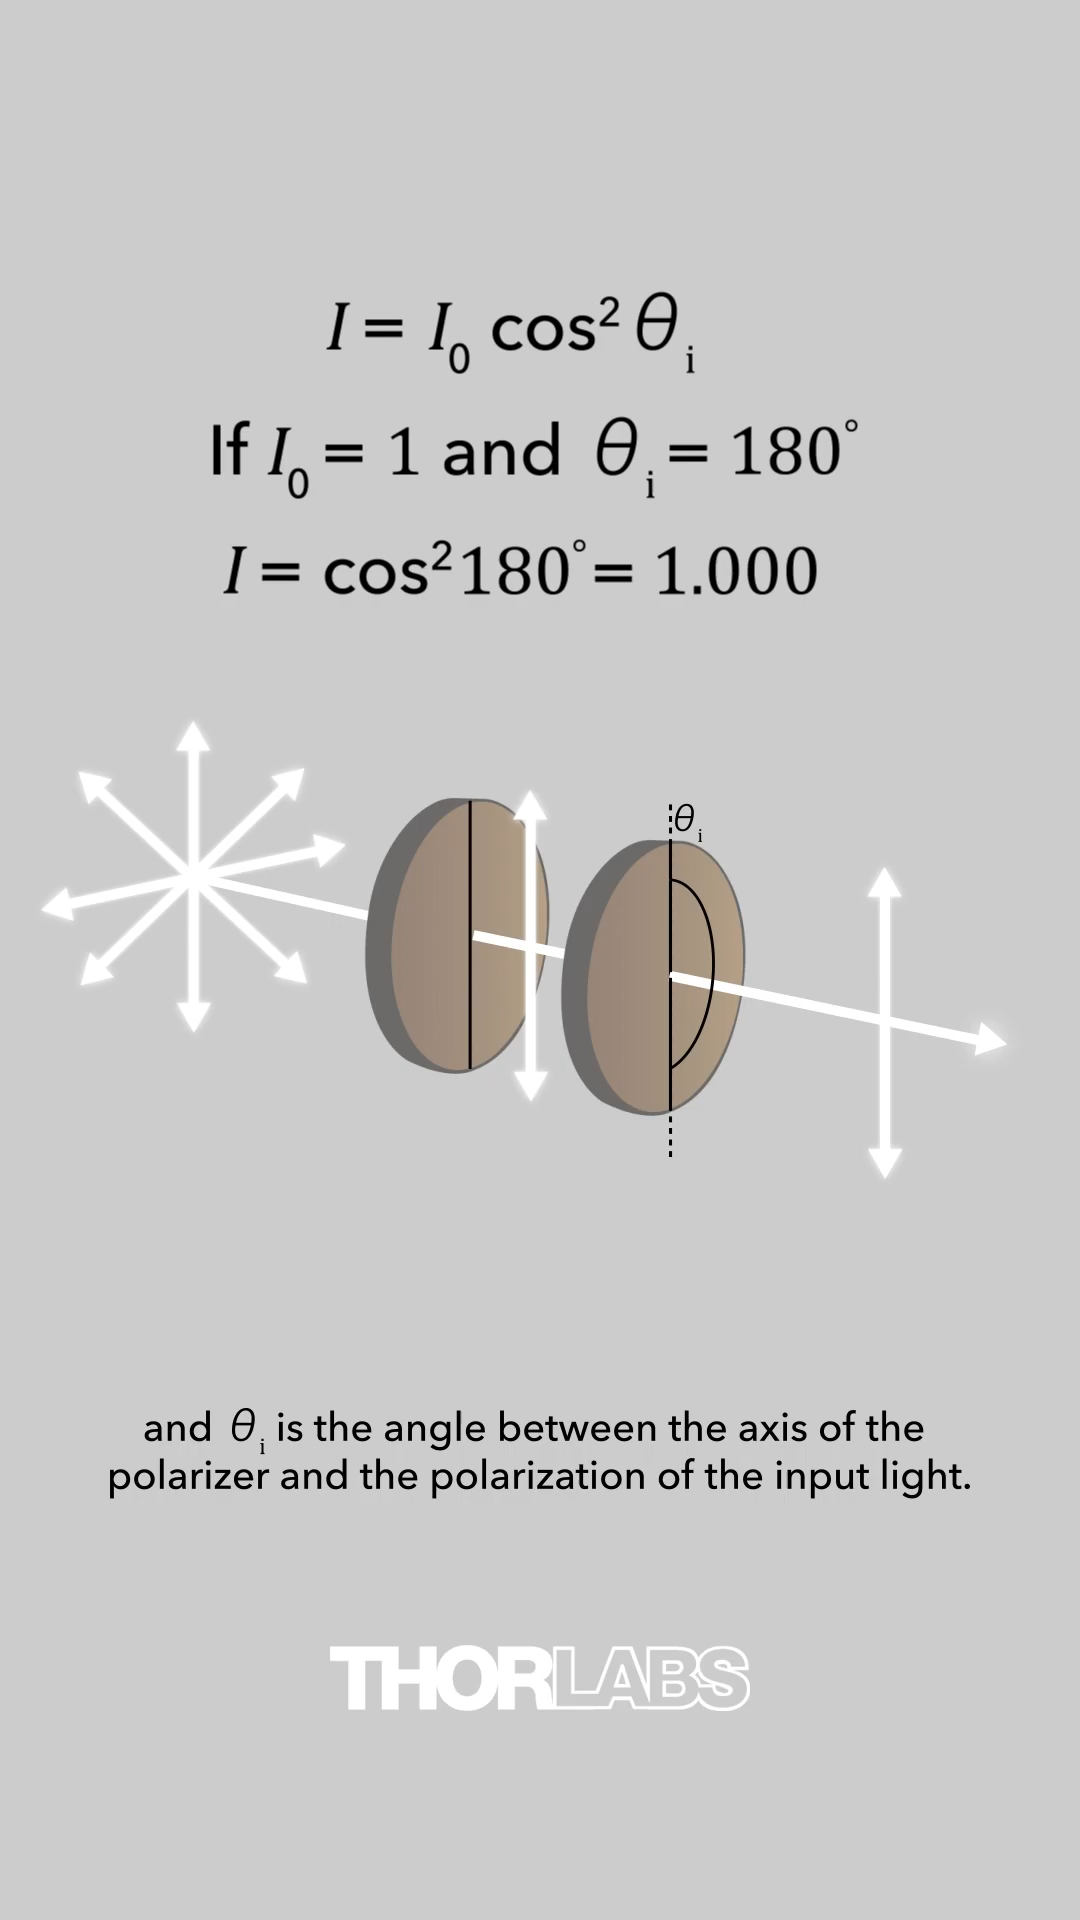 I = I₀ cos² θᵢ
If I₀ = 1 and θᵢ = 180°
I = cos²180° = 1.000
θᵢ
and θᵢ is the angle between the axis of the
polarizer and the polarization of the input light.
THORLABS